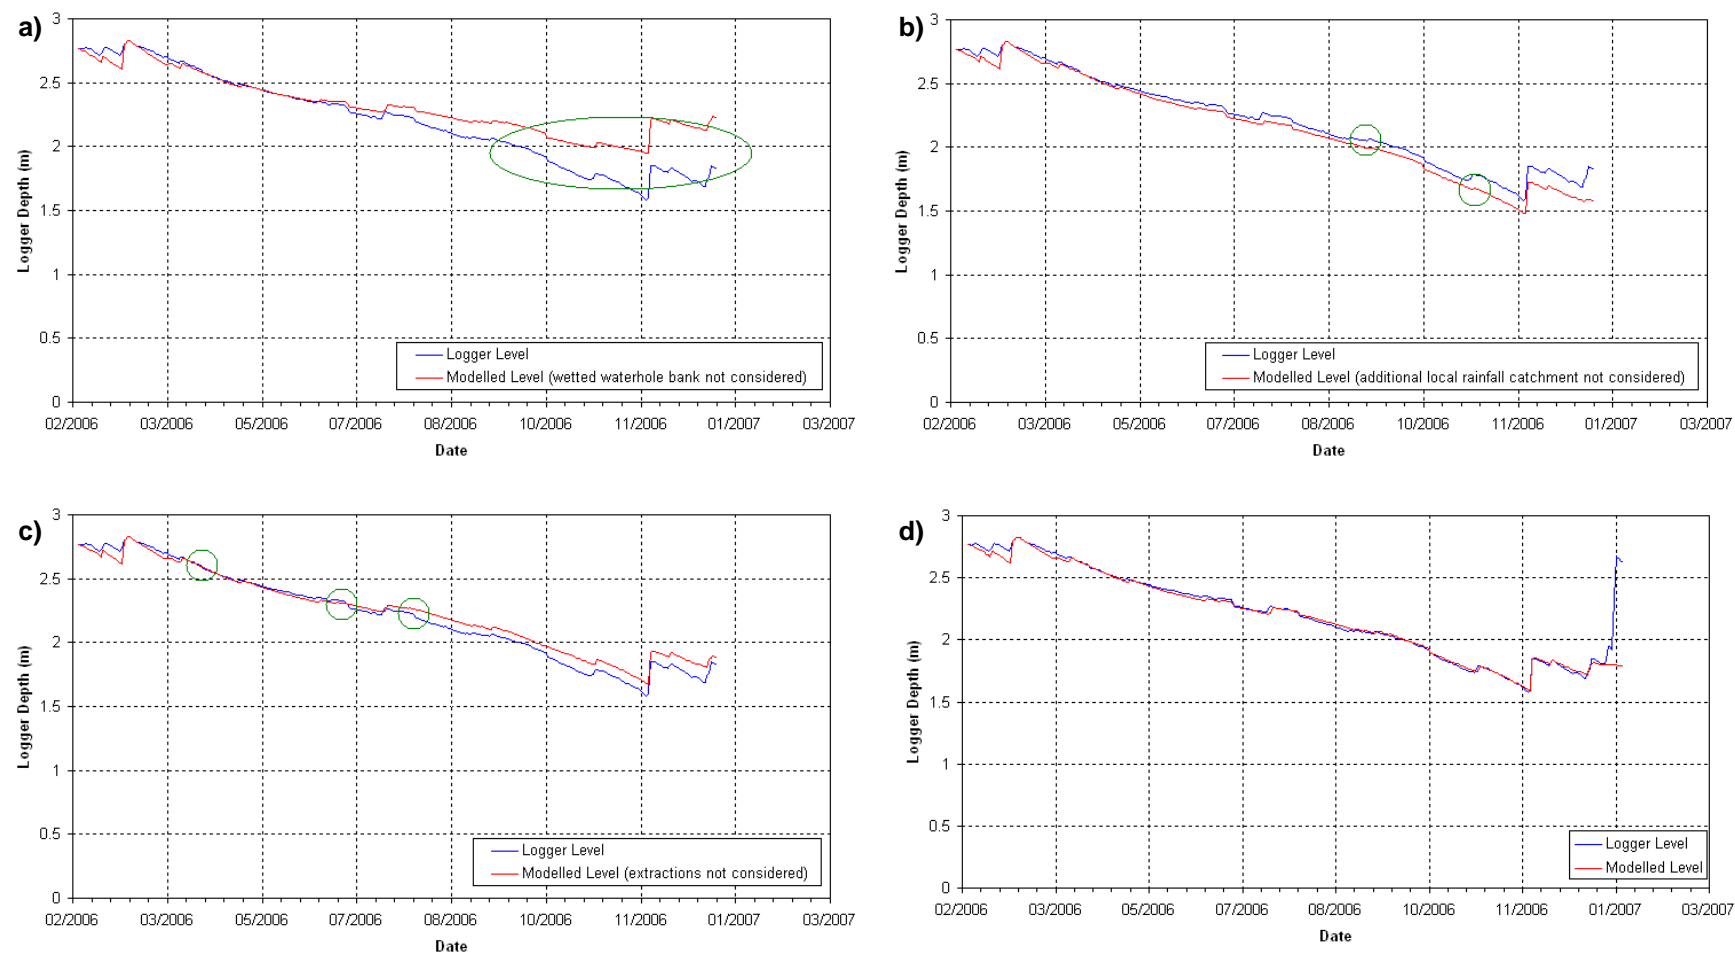 a)
3
2.5
2
1.5
1
0.5
0
Logger Depth (m)
Logger Level
Modelled Level (wetted waterhole bank not considered)
02/2006 03/2006 05/2006 07/2006 08/2006 10/2006 11/2006 01/2007 03/2007
Date
b)
3
2.5
2
1.5
1
0.5
0
Logger Depth (m)
Logger Level
Modelled Level (additional local rainfall catchment not considered)
02/2006 03/2006 05/2006 07/2006 08/2006 10/2006 11/2006 01/2007 03/2007
Date
c)
3
2.5
2
1.5
1
0.5
0
Logger Depth (m)
Logger Level
Modelled Level (extractions not considered)
02/2006 03/2006 05/2006 07/2006 08/2006 10/2006 11/2006 01/2007 03/2007
Date
d)
3
2.5
2
1.5
1
0.5
0
Logger Depth (m)
Logger Level
Modelled Level
02/2006 03/2006 05/2006 07/2006 08/2006 10/2006 11/2006 01/2007 03/2007
Date